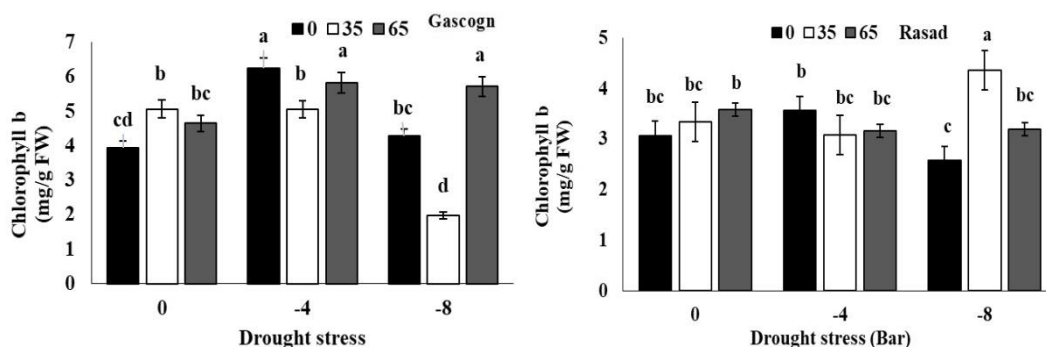 0 35 65 Gascogn
Chlorophyll b
(mg/g FW)
7
6
5
4
3
2
1
0
cd b bc a b a bc d a
0 -4 -8
Drought stress
0 35 65 Rasad
Chlorophyll b
(mg/g FW)
5
4
3
2
1
0
bc bc b b bc bc c a bc
0 -4 -8
Drought stress (Bar)